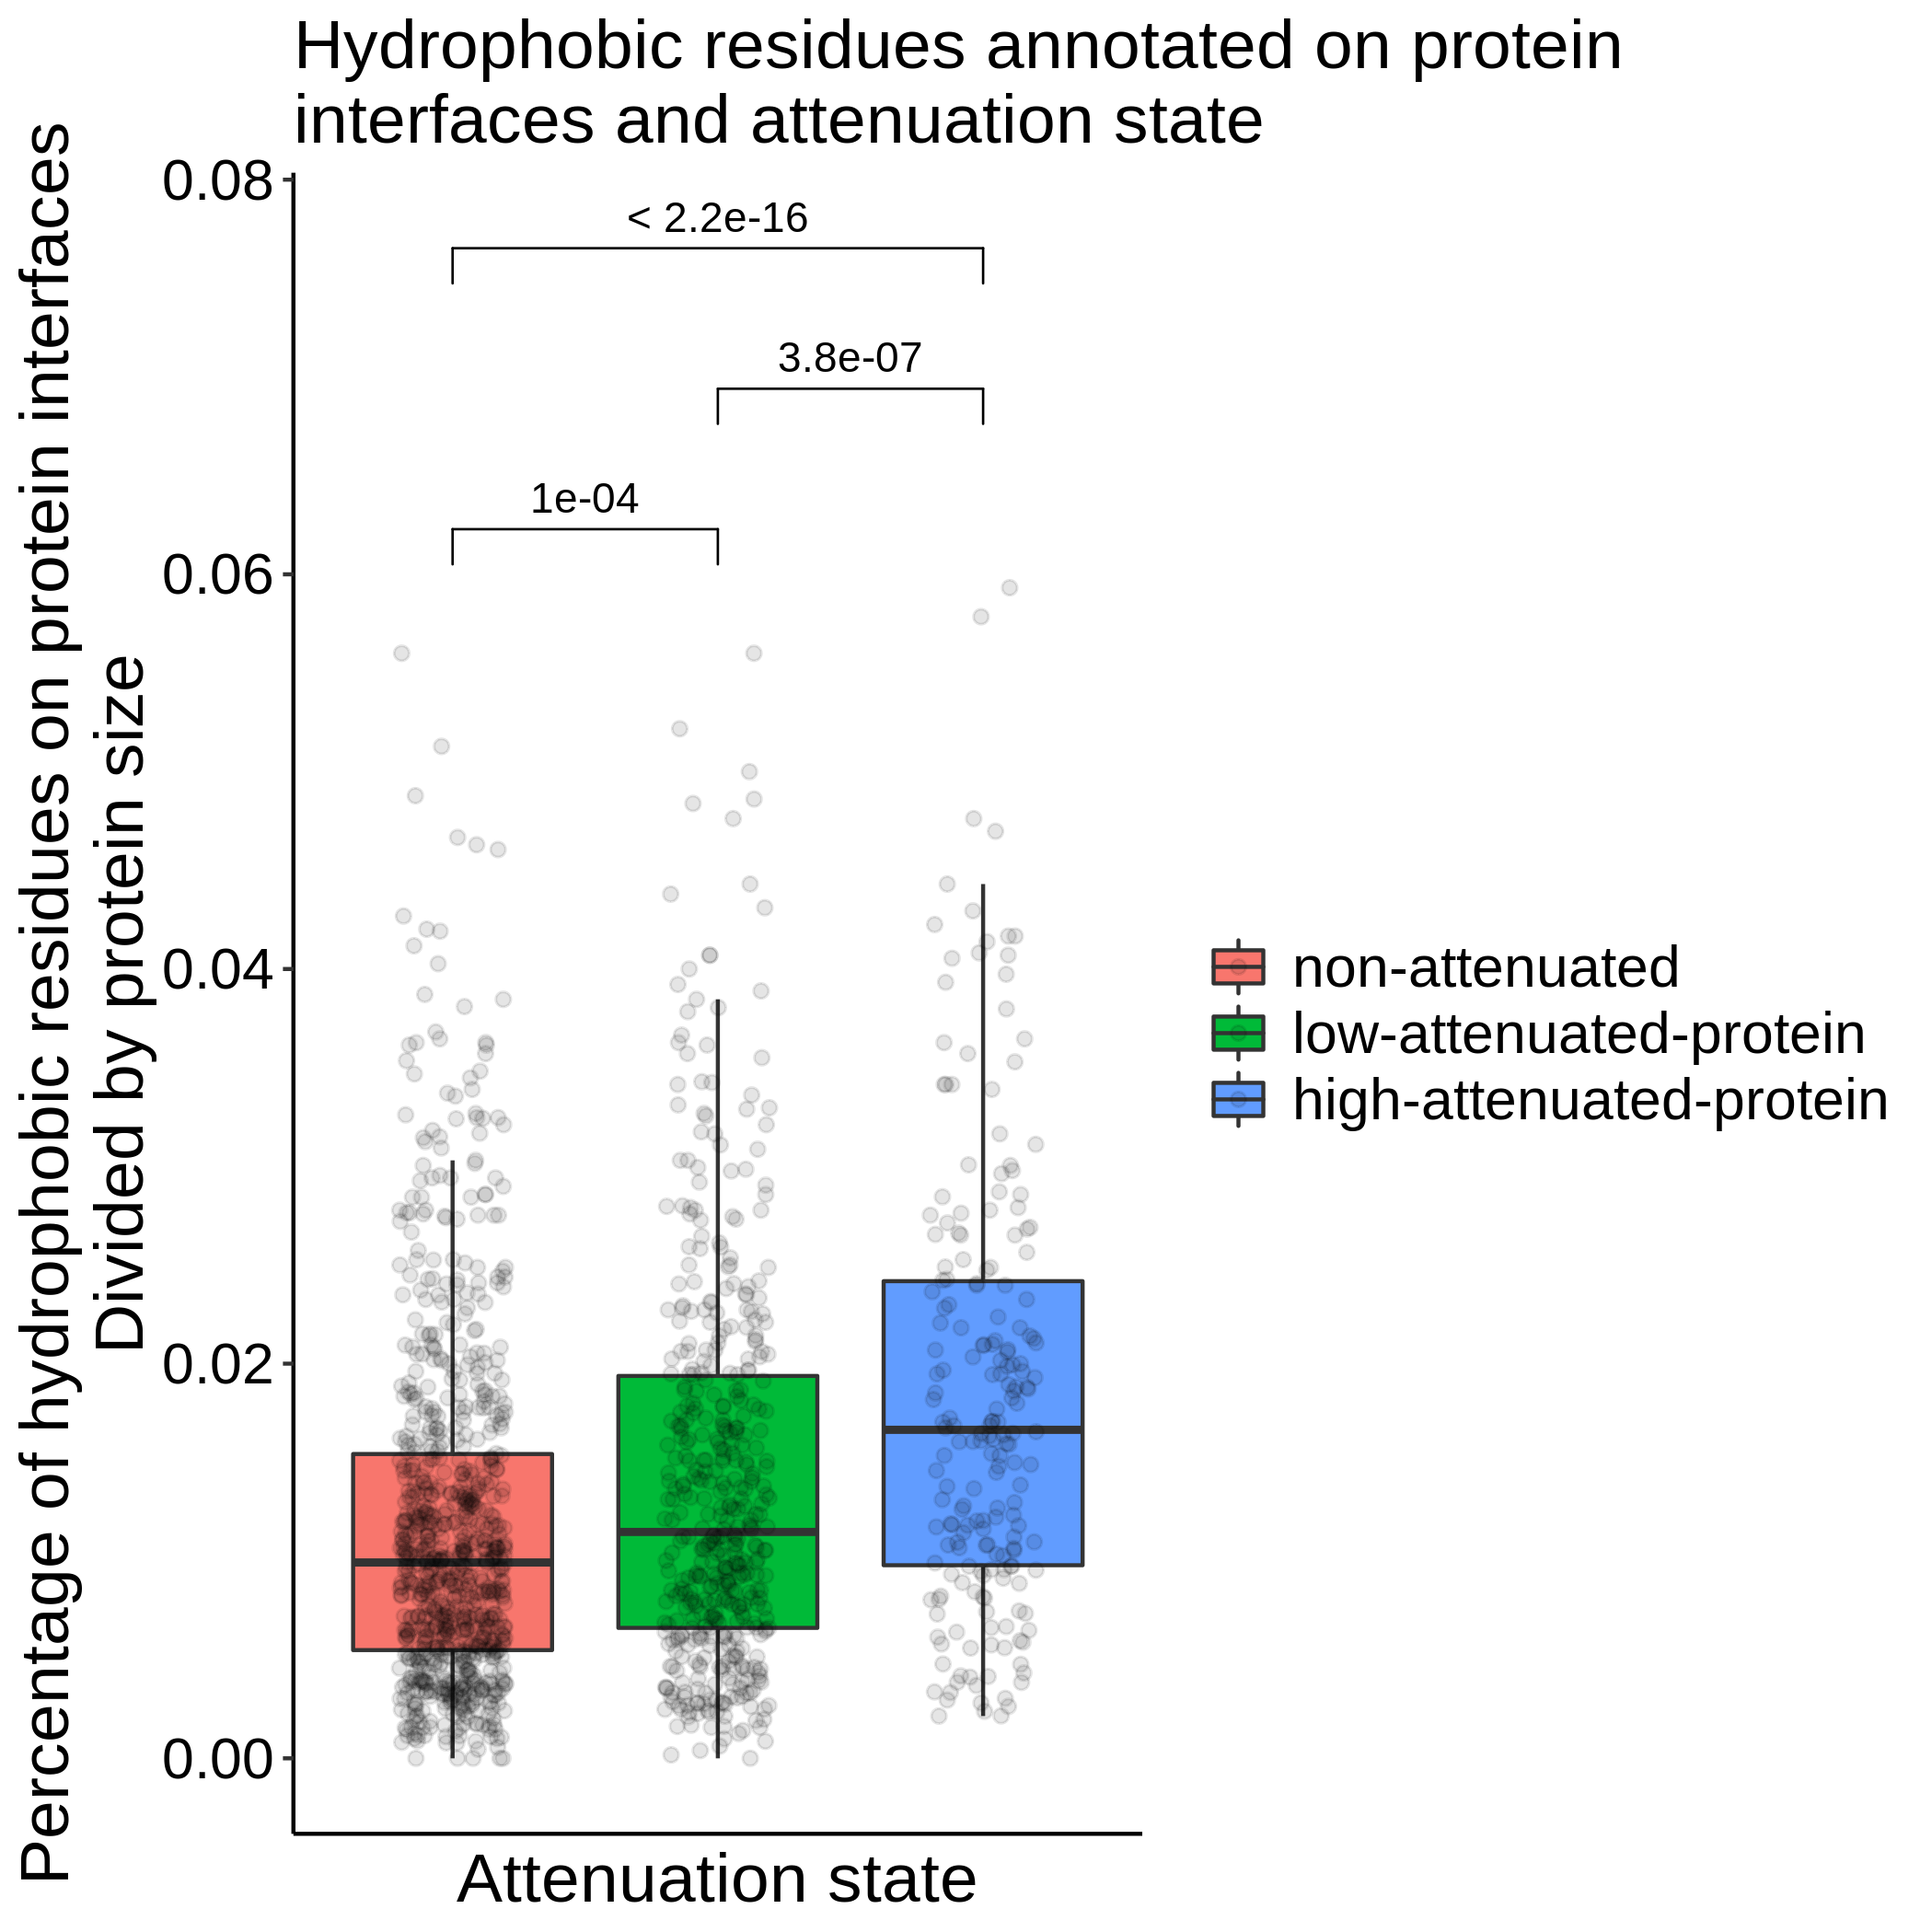 Hydrophobic residues annotated on protein
interfaces and attenuation state
Percentage of hydrophobic residues on protein interfaces
Divided by protein size
0.08
0.06
0.04
0.02
0.00
< 2.2e-16
3.8e-07
1e-04
Attenuation state
non-attenuated
low-attenuated-protein
high-attenuated-protein